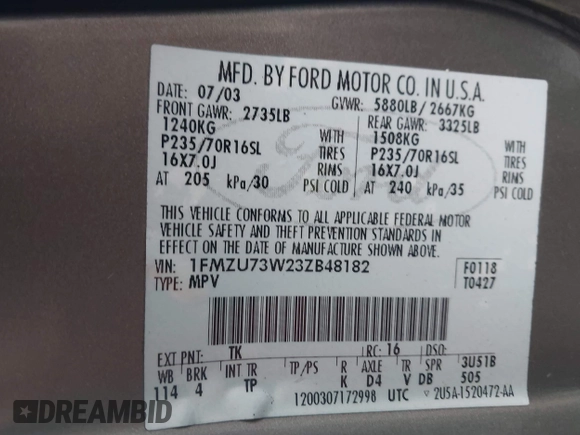 MFD. BY FORD MOTOR CO. IN U.S.A.
DATE: 07/03 GVWR: 5880LB/ 2667KG
FRONT GAWR: 2735LB REAR GAWR: 3325LB
1240KG WITH 1508KG WITH
P235/70R16SL TIRES P235/70R16SL TIRES
16X7.0J RIMS 16X7.0J RIMS
AT 205 kPa/30 PSI COLD AT 240 kPa/35 PSI COLD
Ford
THIS VEHICLE CONFORMS TO ALL APPLICABLE FEDERAL MOTOR
VEHICLE SAFETY AND THEFT PREVENTION STANDARDS IN
EFFECT ON THE DATE OF MANUFACTURE SHOWN ABOVE.
VIN: 1FMZU73W23ZB48182 F0118
TYPE: MPV T0427
EXT PNT: TK RC: 16 DSO:
WB BRK INT TR TP/PS R AXLE TR SPR 3U51B
114 4 TP K D4 V DB 505
1200307172998 UTC ▽ 2U5A-1520472-AA
DREAMSBID